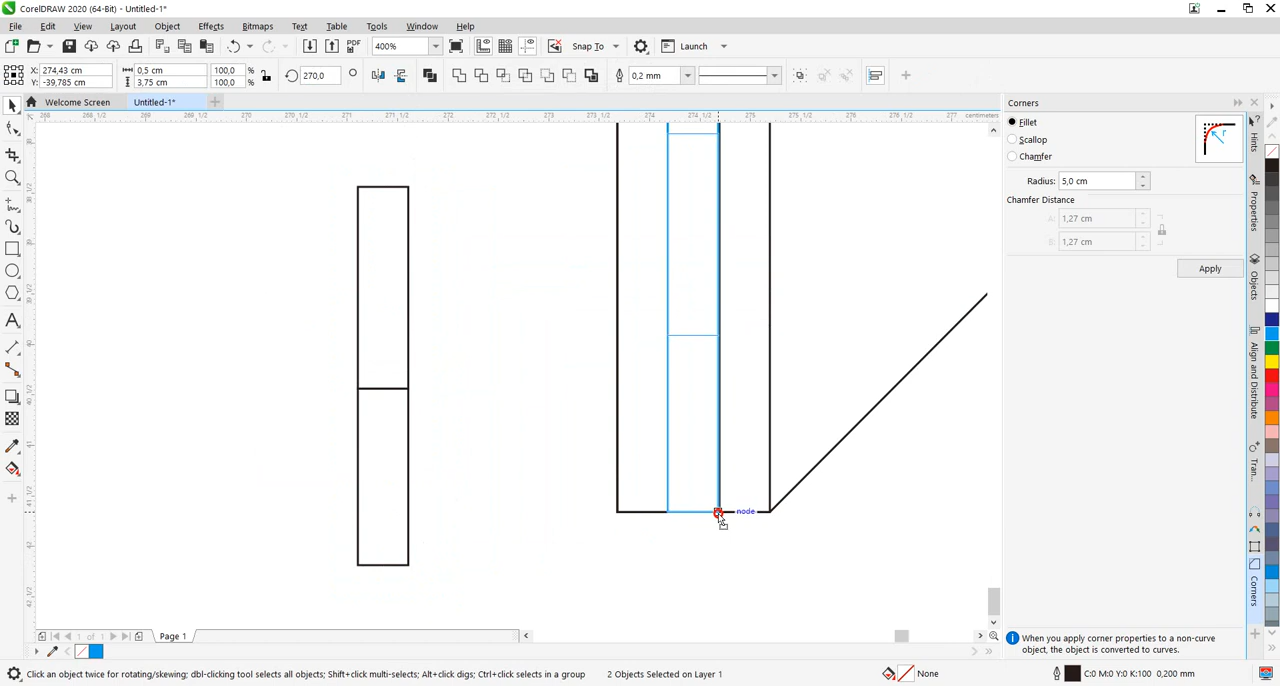 CorelDRAW 2020 (64-Bit) - Untitled-1*
File Edit View Layout Object Effects Bitmaps Text Table Tools Window Help
PDF 400% Snap To Launch
X: 274,43 cm 0,5 cm 100,0 % 270,0 ° 0,2 mm
Y: -39,785 cm 3,75 cm 100,0 %
Welcome Screen Untitled-1*
centimeters
node
Corners
Fillet
Scallop
Chamfer
Radius: 5,0 cm
Chamfer Distance
A: 1,27 cm
B: 1,27 cm
Apply
Hints
Properties
Objects
Align and Distribute
Tran...
Corners
1 of 1 Page 1
When you apply corner properties to a non-curve
object, the object is converted to curves.
Click an object twice for rotating/skewing; dbl-clicking tool selects all objects; Shift+click multi-selects; Alt+click digs; Ctrl+click selects in a group 2 Objects Selected on Layer 1 None C:0 M:0 Y:0 K:100 0,200 mm